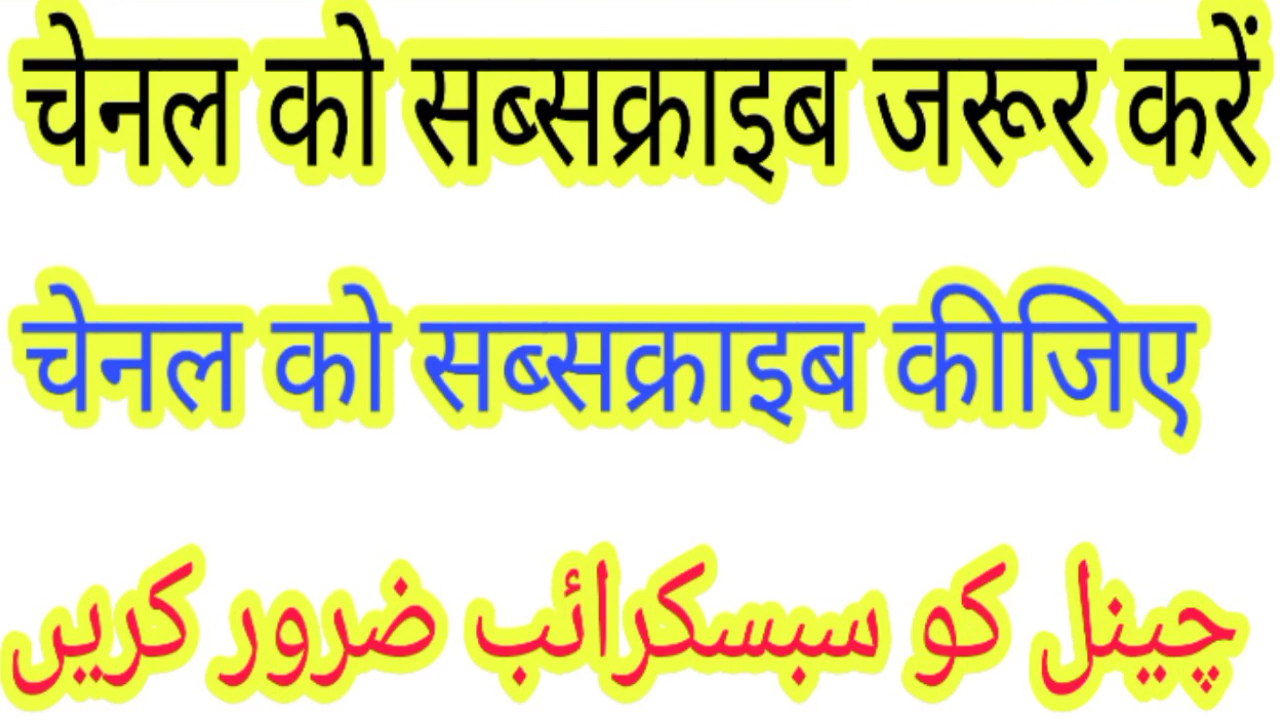 चेनल को सब्सक्राइब जरूर करें
चेनल को सब्सक्राइब कीजिए
چینل کو سبسکرائب ضرور کریں